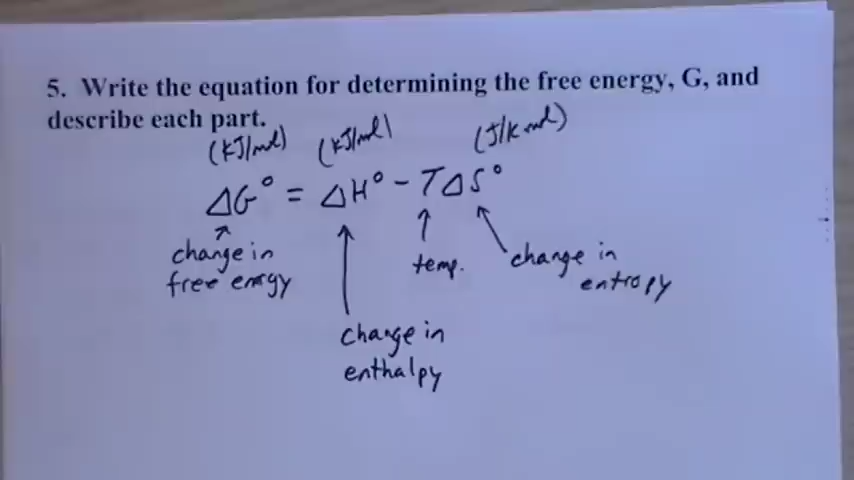 5. Write the equation for determining the free energy, G, and
describe each part.
(kJ/mol) (kJ/mol) (J/K mol)
ΔG° = ΔH° - TΔS°
change in
free energy
temp.
change in
entropy
change in
enthalpy